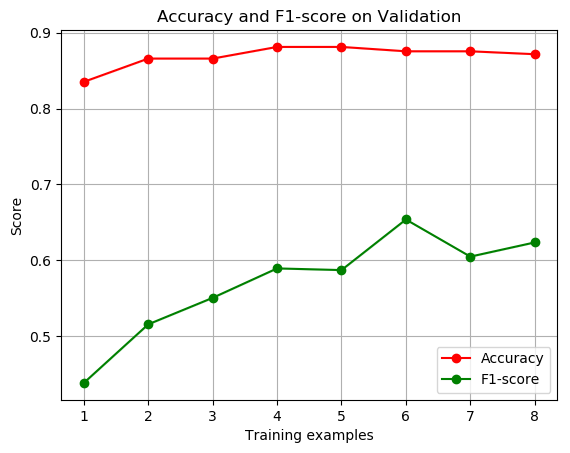 Accuracy and F1-score on Validation
0.9
0.8
0.7
0.6
0.5
Score
1 2 3 4 5 6 7 8
Training examples
Accuracy
F1-score